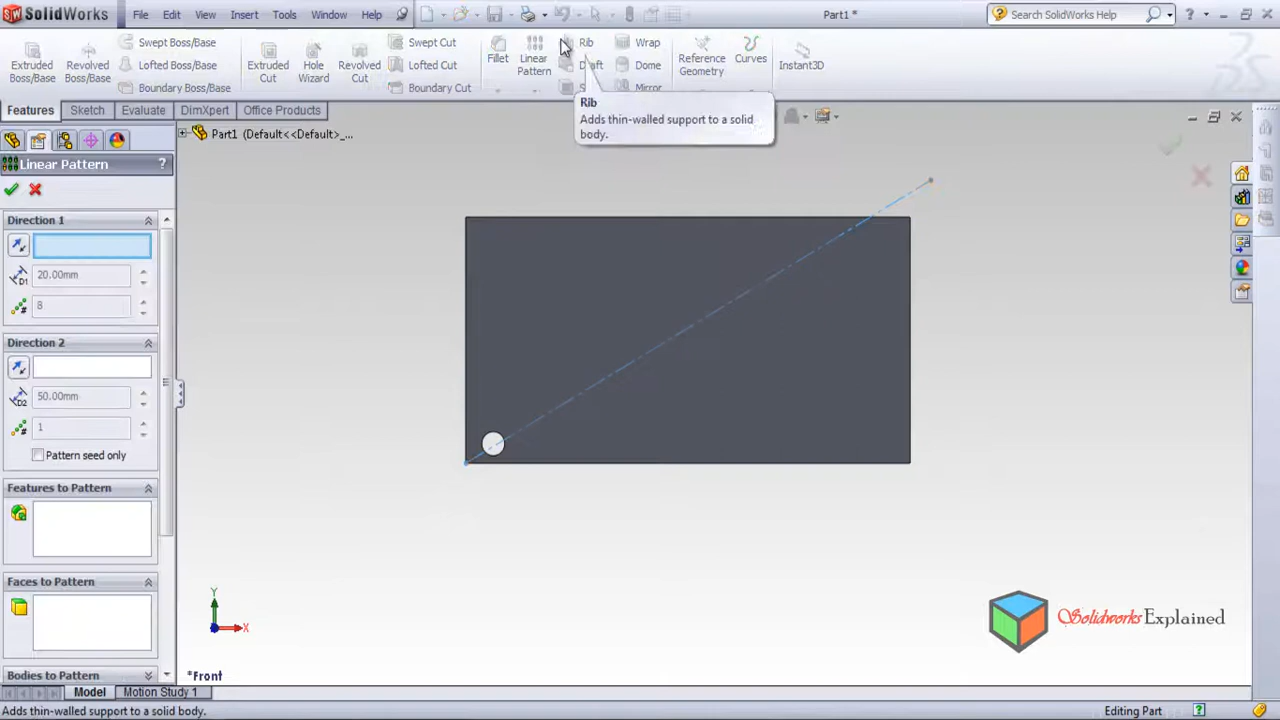 SolidWorks
File Edit View Insert Tools Window Help
Part1 *
Search SolidWorks Help
?
Extruded Boss/Base
Revolved Boss/Base
Swept Boss/Base
Lofted Boss/Base
Boundary Boss/Base
Extruded Cut
Hole Wizard
Revolved Cut
Swept Cut
Lofted Cut
Boundary Cut
Fillet
Linear Pattern
Rib
Draft
Wrap
Dome
Mirror
Reference Geometry
Curves
Instant3D
Rib
Adds thin-walled support to a solid
body.
Features Sketch Evaluate DimXpert Office Products
Part1 (Default<<Default>_...
Linear Pattern ?
Direction 1
D1 20.00mm
8
Direction 2
D2 50.00mm
1
Pattern seed only
Features to Pattern
Faces to Pattern
Bodies to Pattern
Y
X
*Front
Solidworks Explained
Model Motion Study 1
Adds thin-walled support to a solid body.
Editing Part ?